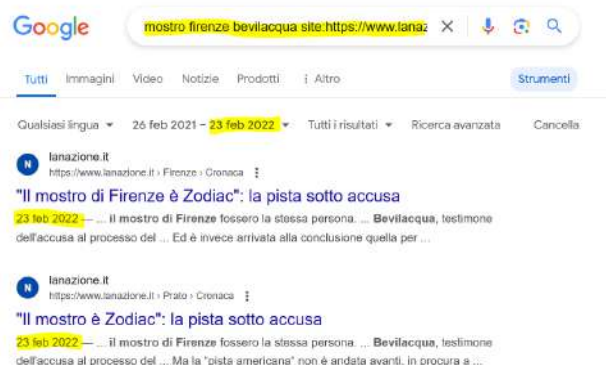 Google
mostro firenze bevilacqua site:https://www.lanaz
Tutti Immagini Video Notizie Prodotti Altro Strumenti
Qualsiasi lingua 26 feb 2021 – 23 feb 2022 Tutti i risultati Ricerca avanzata Cancella
N lanazione.it
https://www.lanazione.it › Firenze › Cronaca
"Il mostro di Firenze è Zodiac": la pista sotto accusa
23 feb 2022 — ... il mostro di Firenze fossero la stessa persona. ... Bevilacqua, testimone
dell'accusa al processo del ... Ed è invece arrivata alla conclusione quella per ...
N lanazione.it
https://www.lanazione.it › Prato › Cronaca
"Il mostro è Zodiac": la pista sotto accusa
23 feb 2022 — ... il mostro di Firenze fossero la stessa persona. ... Bevilacqua, testimone
dell'accusa al processo del ... Ma la "pista americana" non è andata avanti, in procura a ...